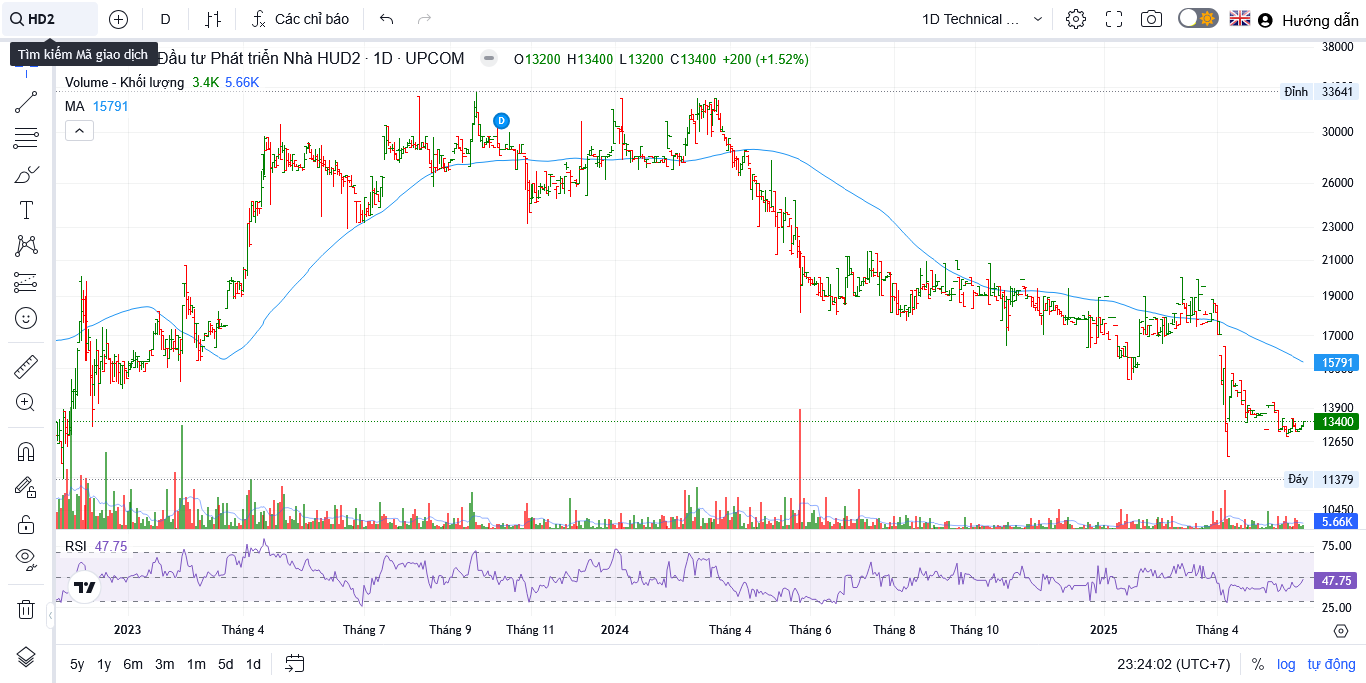 HD2
D
Các chỉ báo
1D Technical ...
Hướng dẫn
Tìm kiếm Mã giao dịch
Đầu tư Phát triển Nhà HUD2 · 1D · UPCOM
O13200 H13400 L13200 C13400 +200 (+1.52%)
Volume - Khối lượng 3.4K 5.66K
MA 15791
D
38000
Đỉnh 33641
30000
26000
23000
21000
19000
17000
15791
13900
13400
12650
Đáy 11379
10450
5.66K
RSI 47.75
75.00
47.75
25.00
2023 Tháng 4 Tháng 7 Tháng 9 Tháng 11 2024 Tháng 4 Tháng 6 Tháng 8 Tháng 10 2025 Tháng 4
5y 1y 6m 3m 1m 5d 1d
23:24:02 (UTC+7) % log tự động